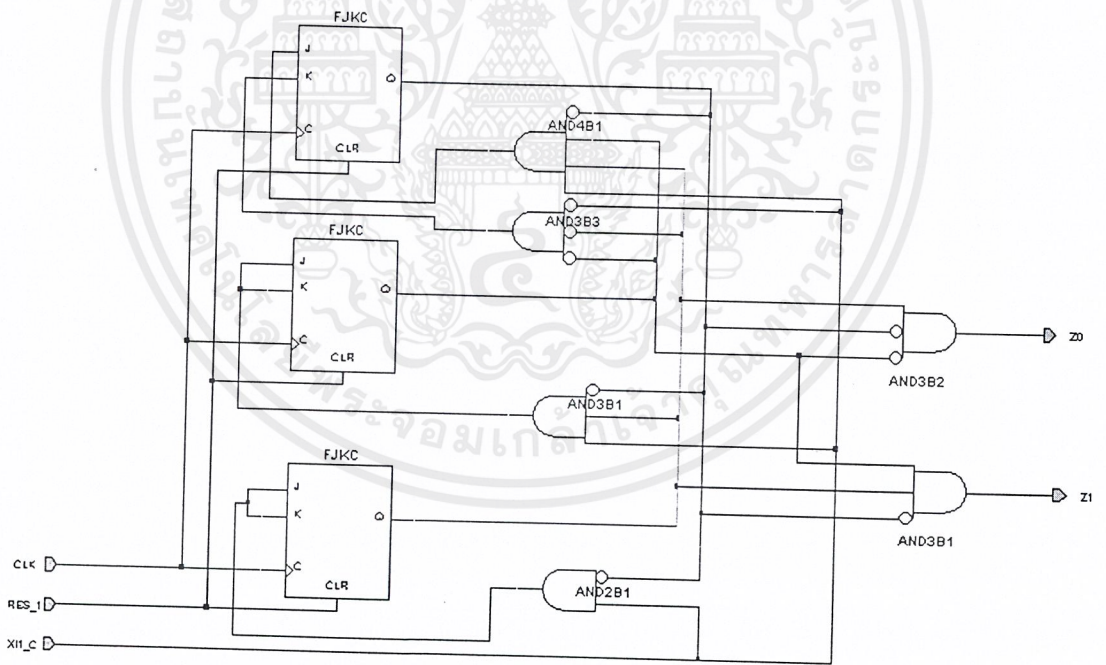 FJKC
J
K
Q
C
CLR
AND4B1
AND3B3
FJKC
J
K
Q
C
CLR
Z0
AND3B2
AND3B1
FJKC
J
K
Q
C
CLR
Z1
AND3B1
CLK
AND2B1
RES_1
XI1_C